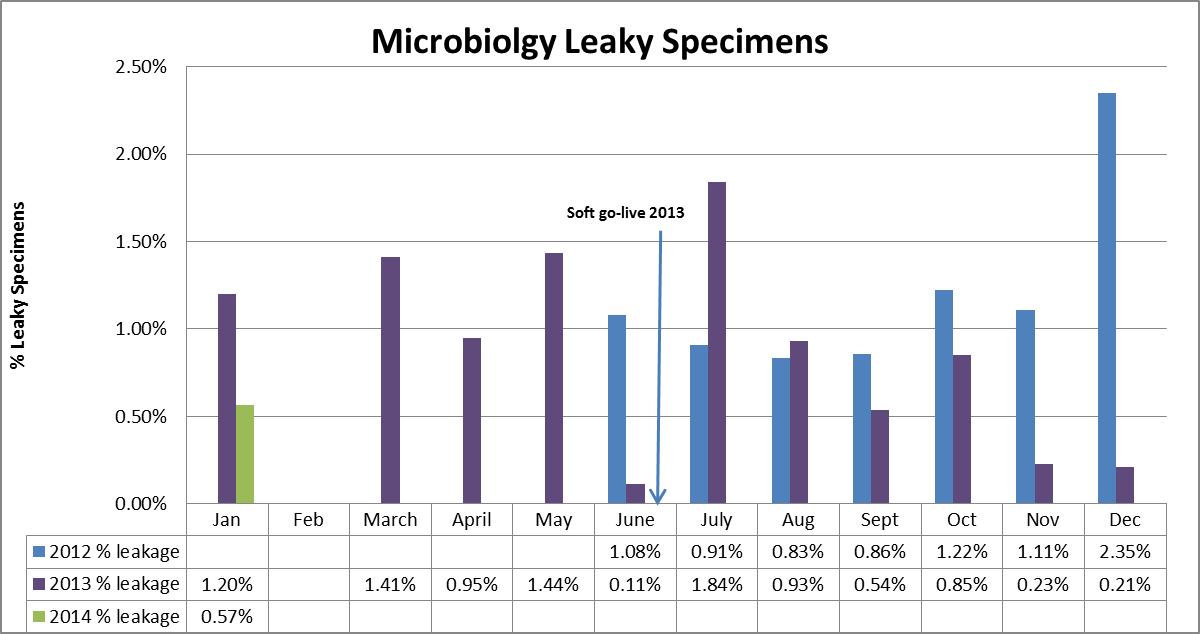 Microbiolgy Leaky Specimens
2.50%
2.00%
1.50%
1.00%
0.50%
0.00%
% Leaky Specimens
Soft go-live 2013
Jan Feb March April May June July Aug Sept Oct Nov Dec
2012 % leakage 1.08% 0.91% 0.83% 0.86% 1.22% 1.11% 2.35%
2013 % leakage 1.20% 1.41% 0.95% 1.44% 0.11% 1.84% 0.93% 0.54% 0.85% 0.23% 0.21%
2014 % leakage 0.57%